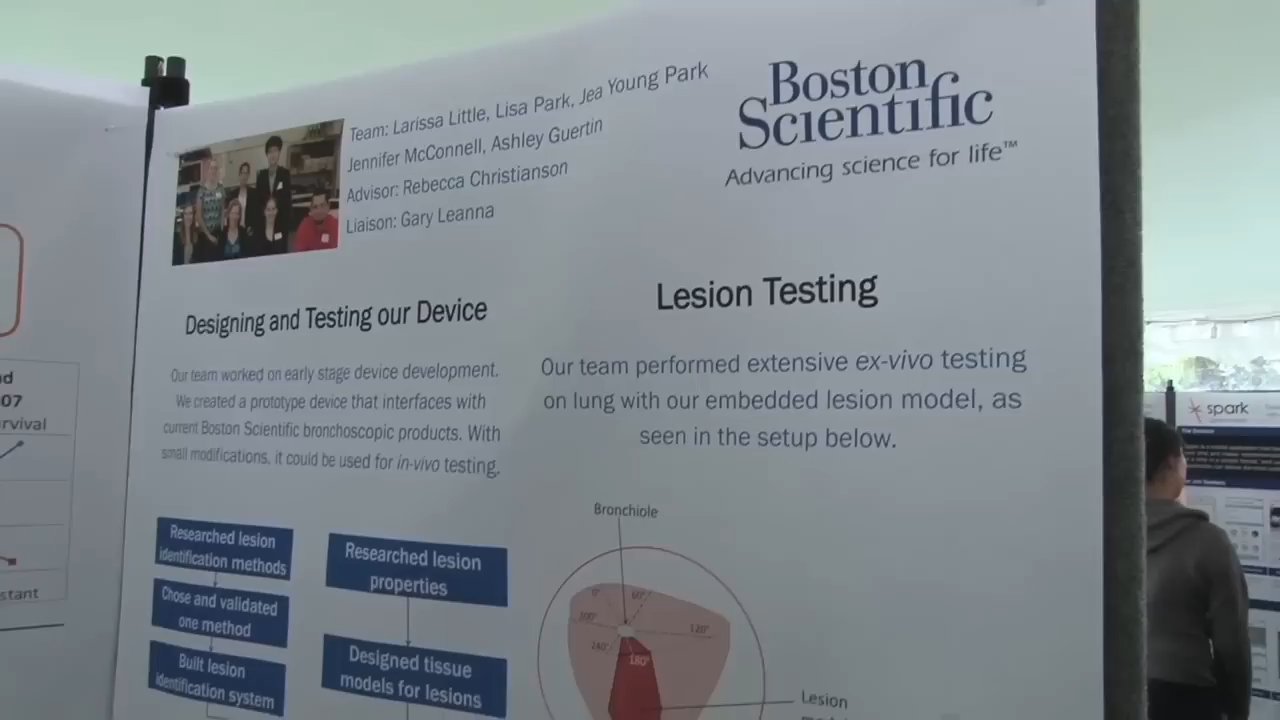 Team: Larissa Little, Lisa Park, Jea Young Park
Jennifer McConnell, Ashley Guertin
Advisor: Rebecca Christianson
Liaison: Gary Leanna
Boston
Scientific
Advancing science for life™
Designing and Testing our Device
Our team worked on early stage device development.
We created a prototype device that interfaces with
current Boston Scientific bronchoscopic products. With
small modifications, it could be used for in-vivo testing.
Researched lesion
identification methods
Chose and validated
one method
Built lesion
identification system
Researched lesion
properties
Designed tissue
models for lesions
Lesion Testing
Our team performed extensive ex-vivo testing
on lung with our embedded lesion model, as
seen in the setup below.
Bronchiole
0°
60°
300°
120°
240°
180°
Lesion
07
stant
spark